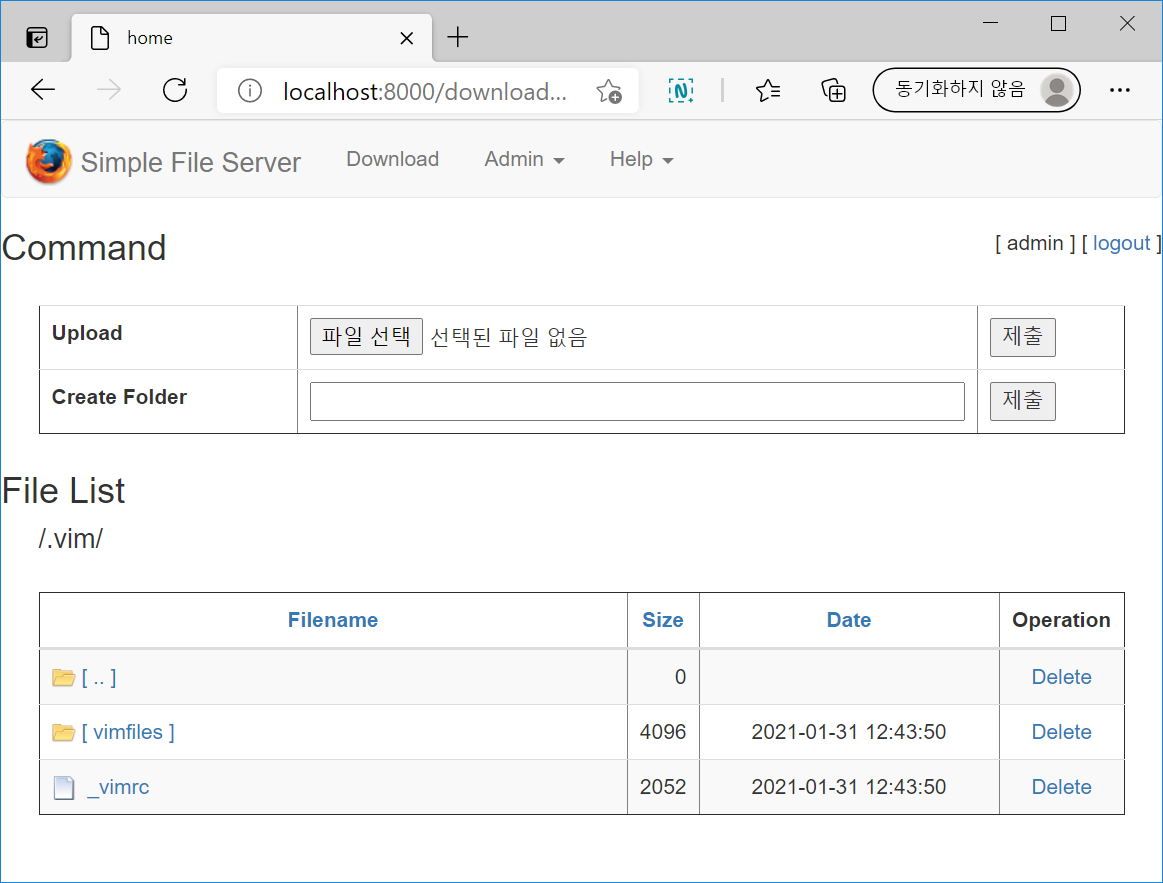 home
localhost:8000/download...
동기화하지 않음
Simple File Server Download Admin Help
Command
[ admin ] [ logout ]
Upload 파일 선택 선택된 파일 없음 제출
Create Folder 제출
File List
/.vim/
Filename Size Date Operation
[ .. ] 0 Delete
[ vimfiles ] 4096 2021-01-31 12:43:50 Delete
_vimrc 2052 2021-01-31 12:43:50 Delete